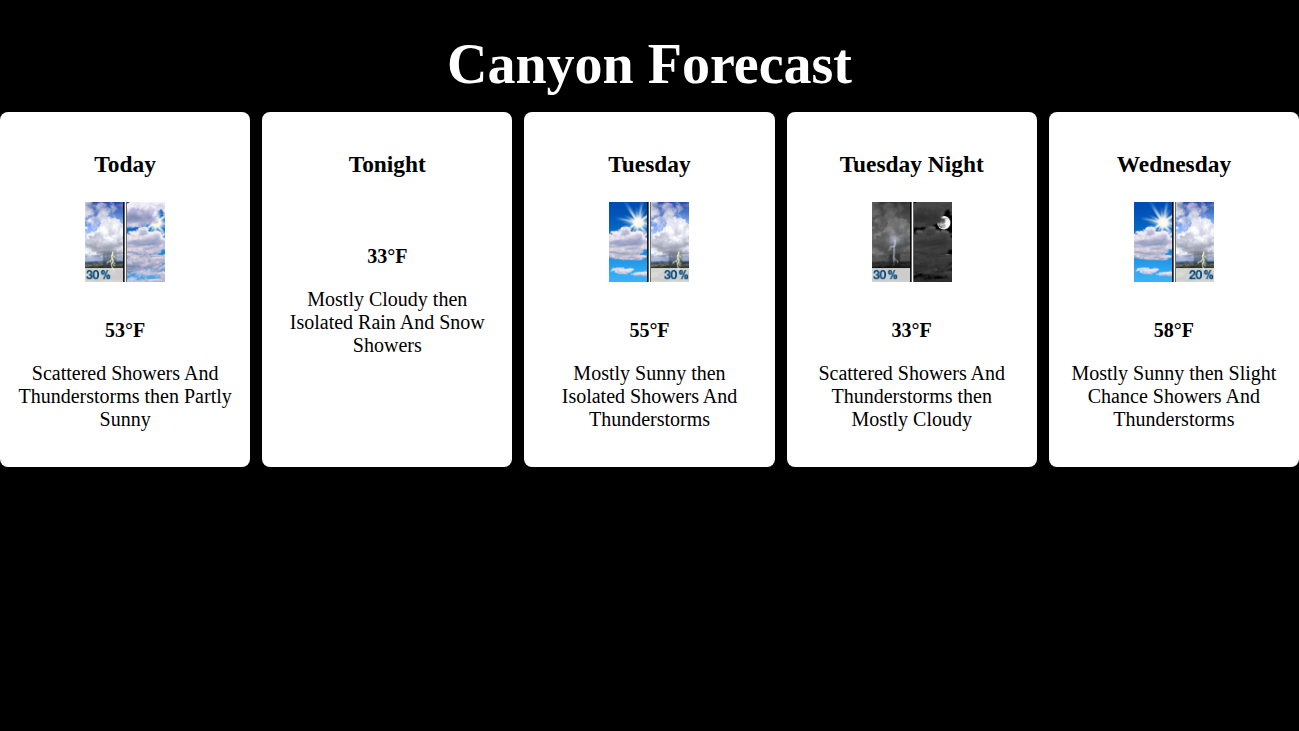 Canyon Forecast
Today
30%
53°F
Scattered Showers And
Thunderstorms then Partly
Sunny
Tonight
33°F
Mostly Cloudy then
Isolated Rain And Snow
Showers
Tuesday
30%
55°F
Mostly Sunny then
Isolated Showers And
Thunderstorms
Tuesday Night
30%
33°F
Scattered Showers And
Thunderstorms then
Mostly Cloudy
Wednesday
20%
58°F
Mostly Sunny then Slight
Chance Showers And
Thunderstorms